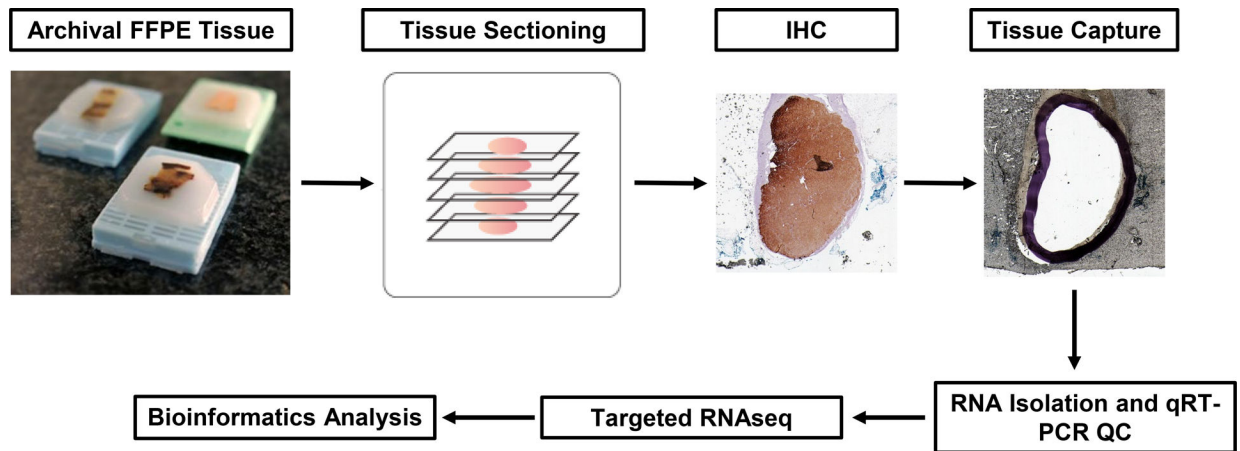 Archival FFPE Tissue
Tissue Sectioning
IHC
Tissue Capture
RNA Isolation and qRT-
PCR QC
Targeted RNAseq
Bioinformatics Analysis